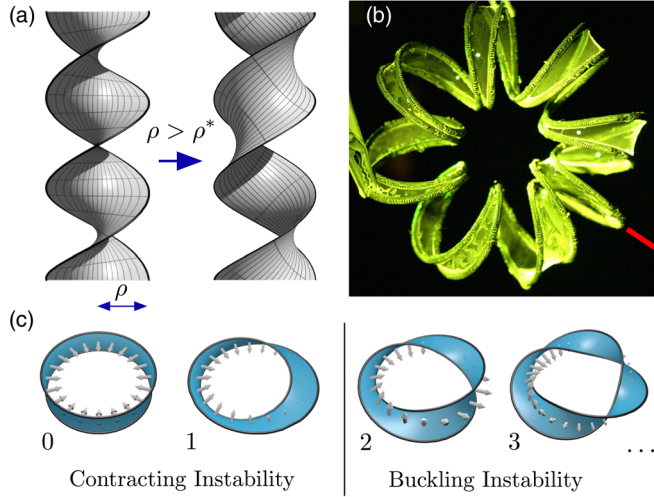 (a)
(b)
ρ > ρ*
ρ
(c)
0
1
2
3
...
Contracting Instability
Buckling Instability